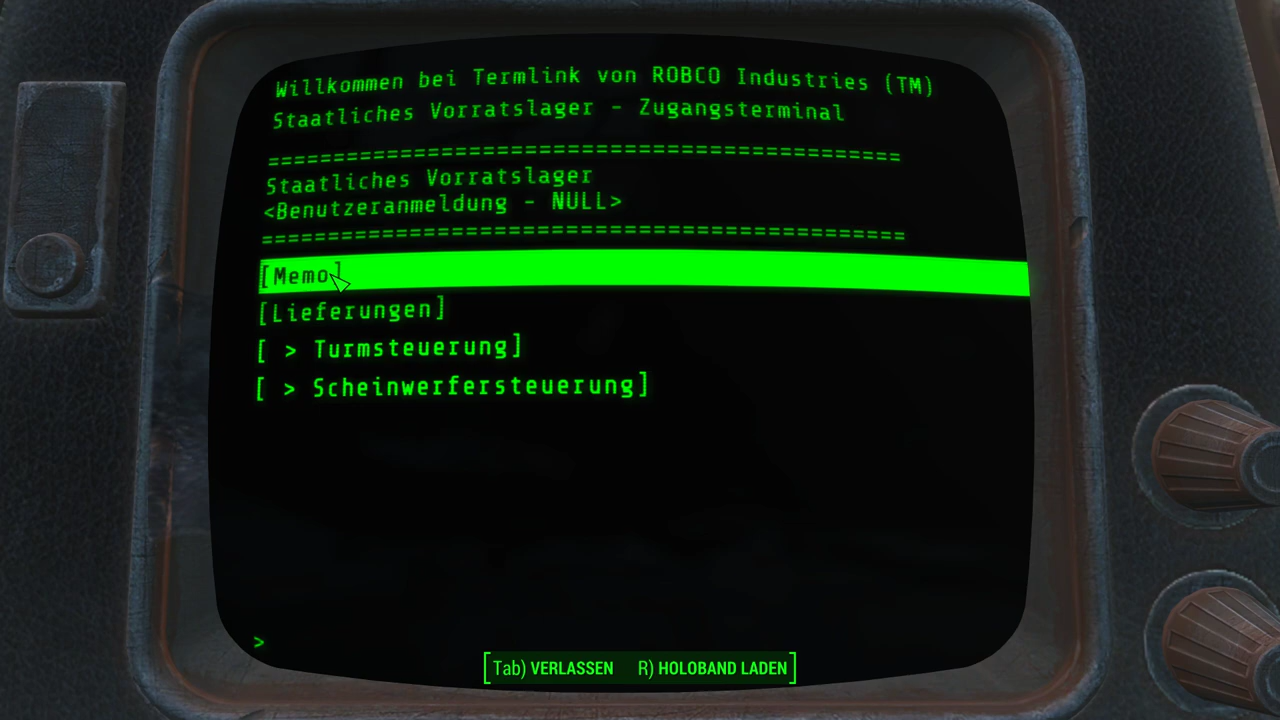 Willkommen bei Termlink von ROBCO Industries (TM)
Staatliches Vorratslager - Zugangsterminal
================================================
Staatliches Vorratslager
<Benutzeranmeldung - NULL>
================================================
[Memo]
[Lieferungen]
[ > Turmsteuerung]
[ > Scheinwerfersteuerung]
>
Tab) VERLASSEN R) HOLOBAND LADEN